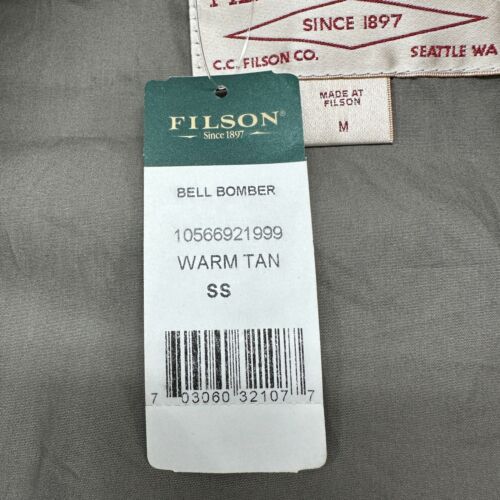 SINCE 1897
C.C. FILSON CO. SEATTLE WA
MADE AT
FILSON
M
FILSON®
Since 1897
BELL BOMBER
10566921999
WARM TAN
SS
7 03060 32107 7